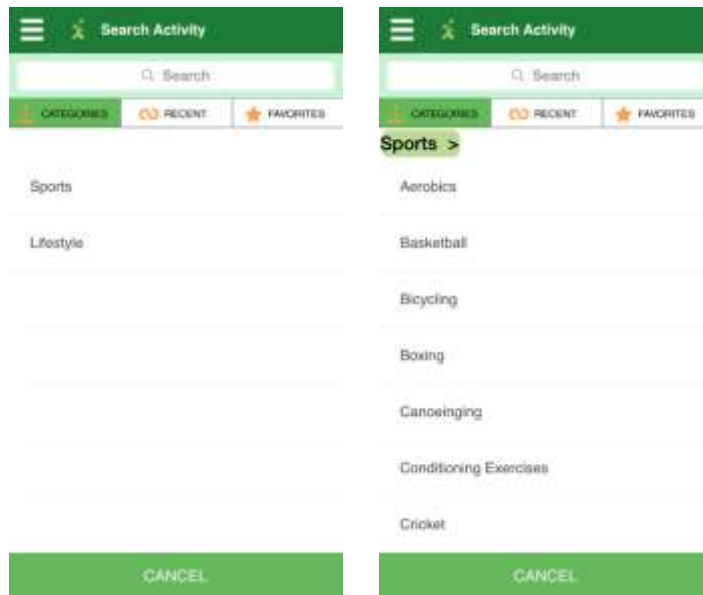 Search Activity
Search
CATEGORIES RECENT FAVORITES
Sports
Lifestyle
CANCEL
Search Activity
Search
CATEGORIES RECENT FAVORITES
Sports >
Aerobics
Basketball
Bicycling
Boxing
Canoeinging
Conditioning Exercises
Cricket
CANCEL